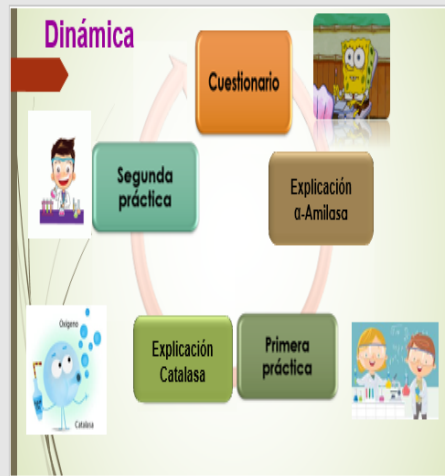 Dinámica
Cuestionario
Explicación
α-Amilasa
Primera
práctica
Explicación
Catalasa
Segunda
práctica
Oxígeno
Catalasa